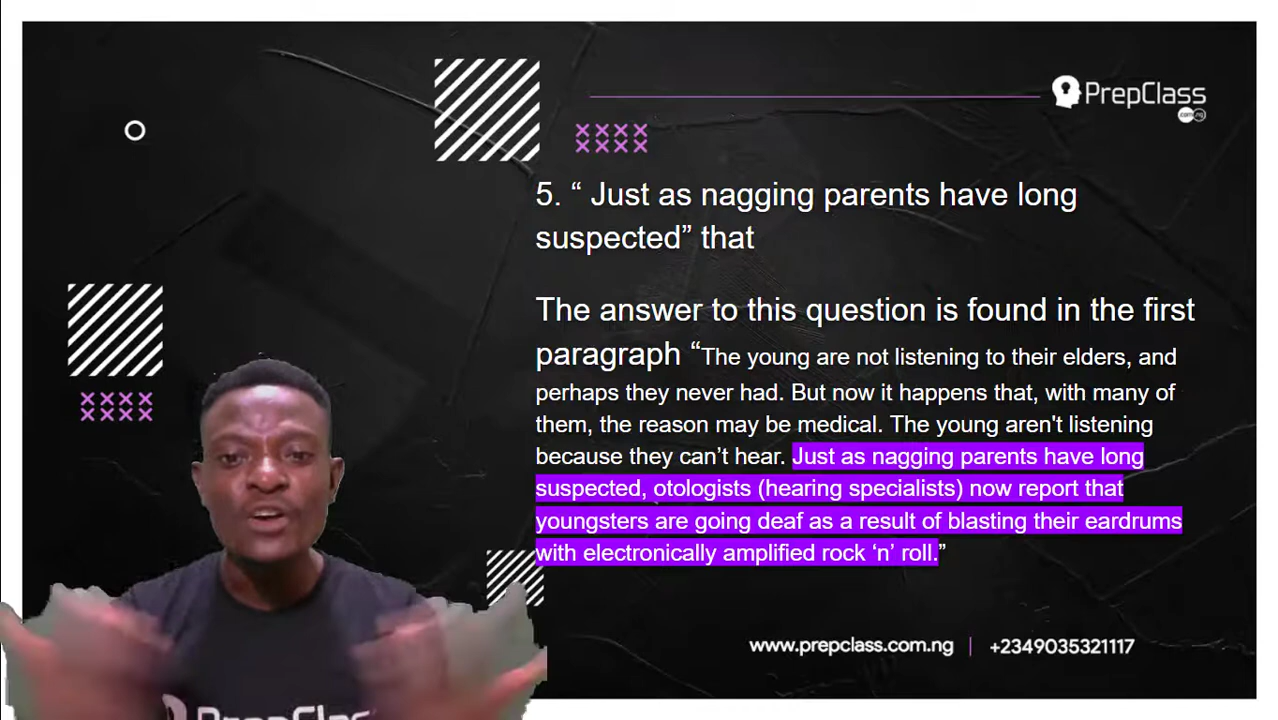 PrepClass
.com.ng
5. “ Just as nagging parents have long
suspected” that
The answer to this question is found in the first
paragraph “The young are not listening to their elders, and
perhaps they never had. But now it happens that, with many of
them, the reason may be medical. The young aren't listening
because they can’t hear. Just as nagging parents have long
suspected, otologists (hearing specialists) now report that
youngsters are going deaf as a result of blasting their eardrums
with electronically amplified rock ‘n’ roll.”
www.prepclass.com.ng | +2349035321117
PrepClas